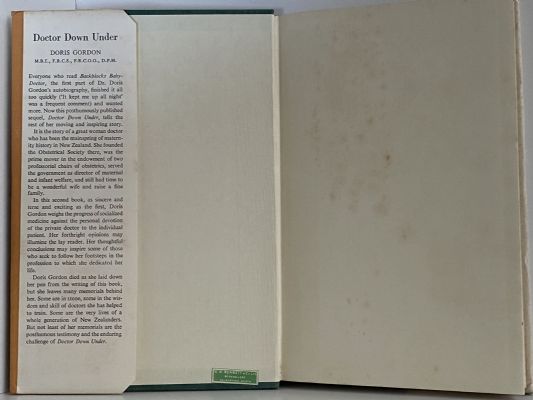 Doctor Down Under
DORIS GORDON
M.B.E., F.R.C.S., F.R.C.O.G., D.P.H.
Everyone who read Backblocks Baby-
Doctor, the first part of Dr. Doris
Gordon's autobiography, finished it all
too quickly ('It kept me up all night'
was a frequent comment) and wanted
more. Now this posthumously published
sequel, Doctor Down Under, tells the
rest of her moving and inspiring story.
It is the story of a great woman doctor
who has been the mainspring of matern-
ity history in New Zealand. She founded
the Obstetrical Society there, was the
prime mover in the endowment of two
professorial chairs of obstetrics, served
the government as director of maternal
and infant welfare, and still had time to
be a wonderful wife and raise a fine
family.
In this second book, as sincere and
terse and exciting as the first, Doris
Gordon weighs the progress of socialized
medicine against the personal devotion
of the private doctor to the individual
patient. Her forthright opinions may
illumine the lay reader. Her thoughtful
conclusions may inspire some of those
who seek to follow her footsteps in the
profession to which she dedicated her
life.
Doris Gordon died as she laid down
her pen from the writing of this book,
but she leaves many memorials behind
her. Some are in stone, some in the wis-
dom and skill of doctors she has helped
to train. Some are the very lives of a
whole generation of New Zealanders.
But not least of her memorials are the
posthumous testimony and the enduring
challenge of Doctor Down Under.